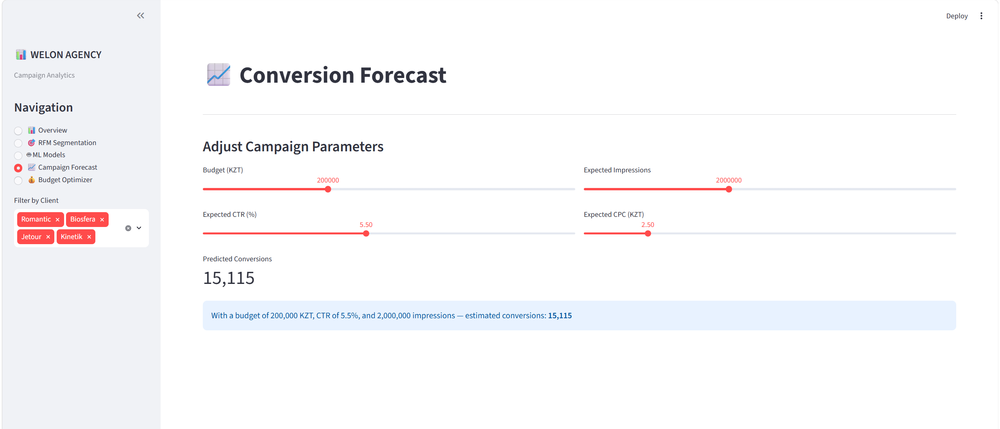 WELON AGENCY
Campaign Analytics
Navigation
Overview
RFM Segmentation
ML Models
Campaign Forecast
Budget Optimizer
Filter by Client
Romantic × Biosfera ×
Jetour × Kinetik ×
Deploy
Conversion Forecast
Adjust Campaign Parameters
Budget (KZT)
200000
Expected Impressions
2000000
Expected CTR (%)
5.50
Expected CPC (KZT)
2.50
Predicted Conversions
15,115
With a budget of 200,000 KZT, CTR of 5.5%, and 2,000,000 impressions — estimated conversions: 15,115